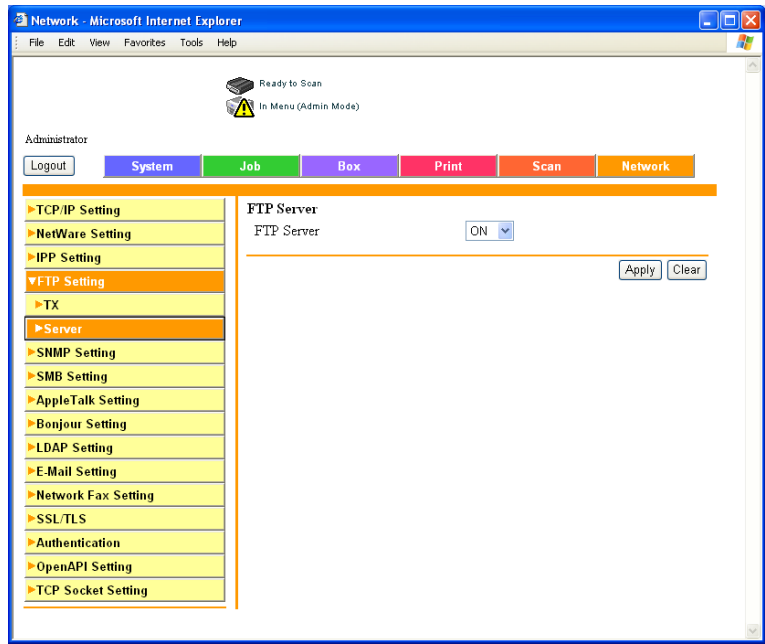 Network - Microsoft Internet Explorer
File Edit View Favorites Tools Help
Ready to Scan
In Menu (Admin Mode)
Administrator
Logout System Job Box Print Scan Network
TCP/IP Setting
NetWare Setting
IPP Setting
FTP Setting
TX
Server
SNMP Setting
SMB Setting
AppleTalk Setting
Bonjour Setting
LDAP Setting
E-Mail Setting
Network Fax Setting
SSL/TLS
Authentication
OpenAPI Setting
TCP Socket Setting
FTP Server
FTP Server ON
Apply Clear